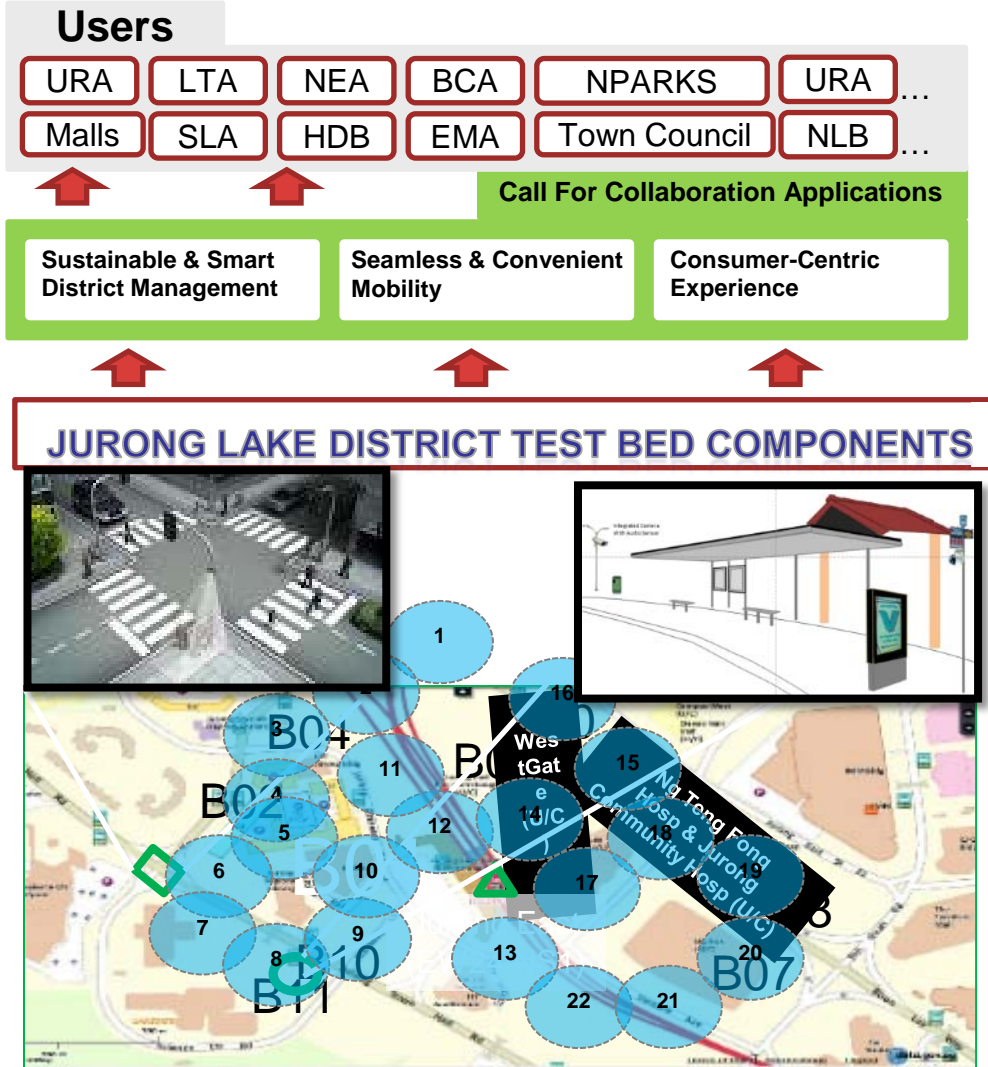 Users
URA LTA NEA BCA NPARKS URA ...
Malls SLA HDB EMA Town Council NLB ...
Call For Collaboration Applications
Sustainable & Smart
District Management
Seamless & Convenient
Mobility
Consumer-Centric
Experience
JURONG LAKE DISTRICT TEST BED COMPONENTS
1
16
3
B04
11
Wes
tGat
e
(U/C
)
15
Ng Teng Fong
Hosp & Jurong
Community Hosp (U/C)
4
B02
5
12
14
18
6
10
17
19
7
8
9
B10
B11
13
20
B07
22
21